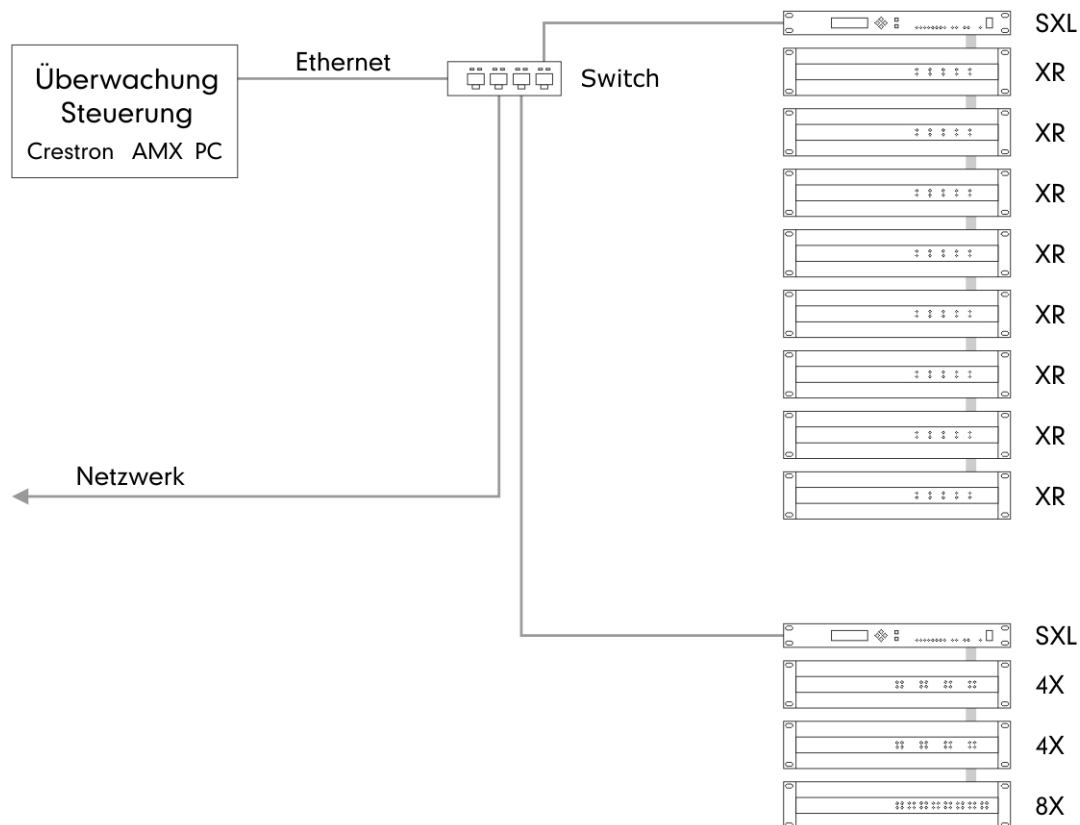 Überwachung
Steuerung
Crestron AMX PC
Ethernet
Switch
Netzwerk
SXL
XR
XR
XR
XR
XR
XR
XR
XR
SXL
4X
4X
8X